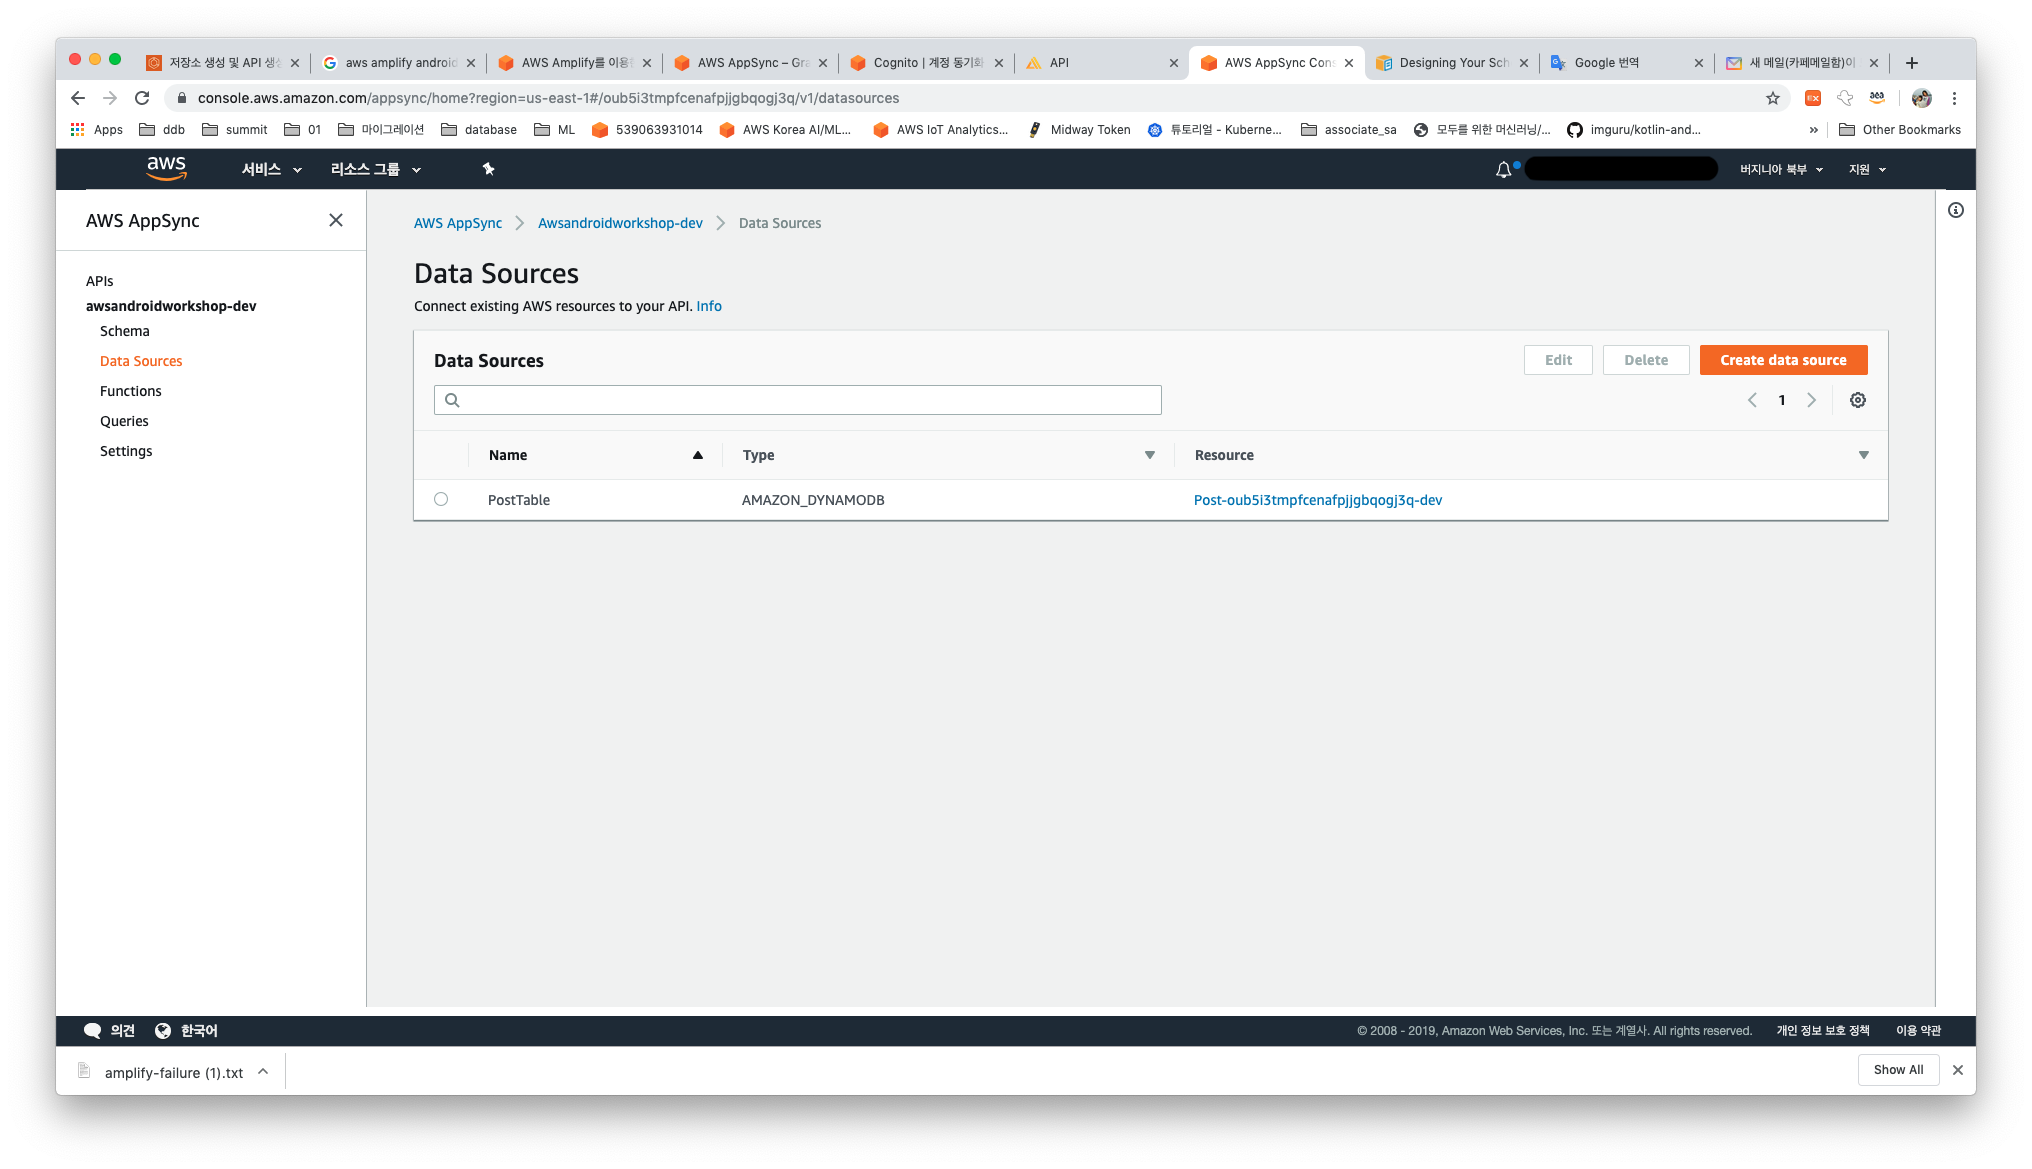 저장소 생성 및 API 생성
aws amplify android
AWS Amplify를 이용한
AWS AppSync – Gra
Cognito | 계정 동기화
API
AWS AppSync Cons
Designing Your Sch
Google 번역
새 메일(카페메일함)이
console.aws.amazon.com/appsync/home?region=us-east-1#/oub5i3tmpfcenafpjjgbqogj3q/v1/datasources
Apps
ddb
summit
01
마이그레이션
database
ML
539063931014
AWS Korea AI/ML...
AWS IoT Analytics...
Midway Token
튜토리얼 - Kuberne...
associate_sa
모두를 위한 머신러닝/...
imguru/kotlin-and...
»
Other Bookmarks
aws
서비스
리소스 그룹
버지니아 북부
지원
AWS AppSync
APIs
awsandroidworkshop-dev
Schema
Data Sources
Functions
Queries
Settings
AWS AppSync
Awsandroidworkshop-dev
Data Sources
Data Sources
Connect existing AWS resources to your API. Info
Data Sources
Edit
Delete
Create data source
1
Name
Type
Resource
PostTable
AMAZON_DYNAMODB
Post-oub5i3tmpfcenafpjjgbqogj3q-dev
의견
한국어
© 2008 - 2019, Amazon Web Services, Inc. 또는 계열사. All rights reserved.
개인 정보 보호 정책
이용 약관
amplify-failure (1).txt
Show All